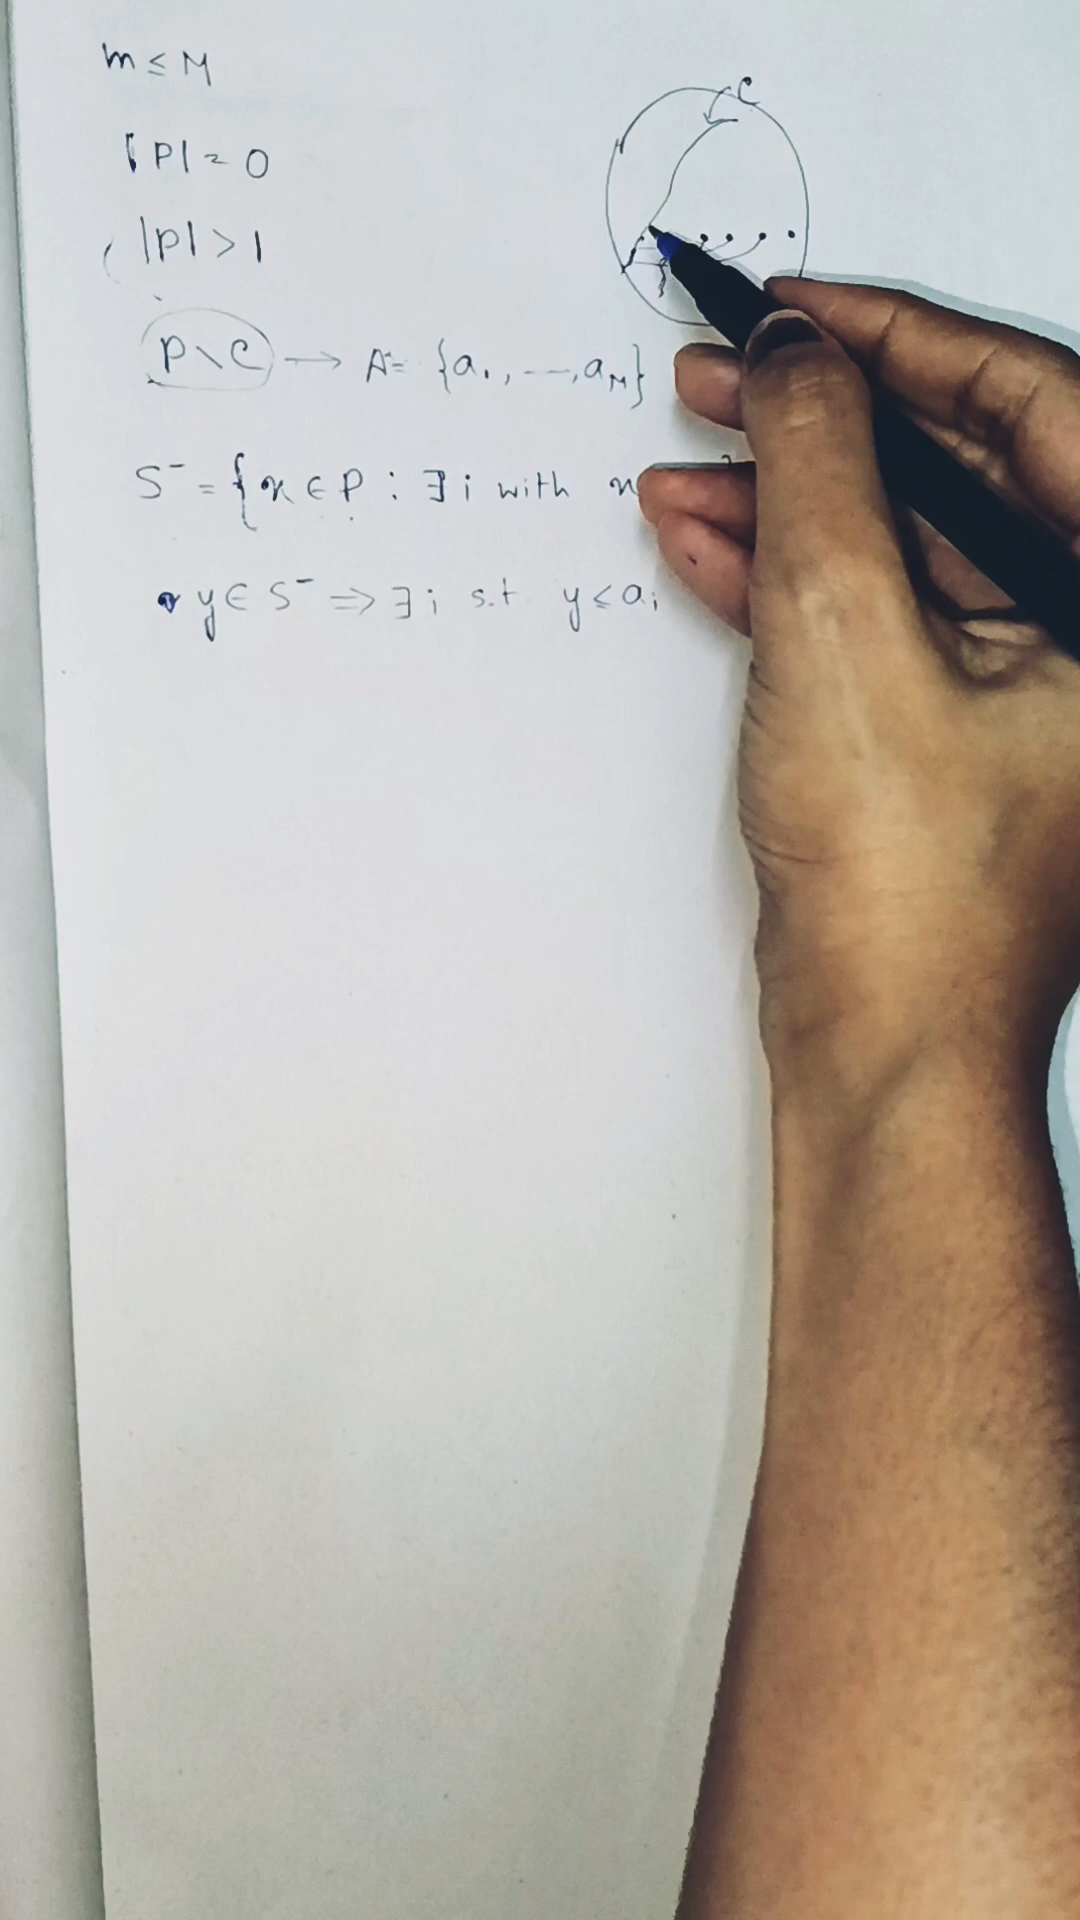 m ≤ M
|P| = 0
|P| > 1
C
P \ C → A = {a₁, ---, a_M}
S⁻ = {x ∈ P : ∃ i with x
• y ∈ S⁻ ⇒ ∃ i s.t y ≤ aᵢ